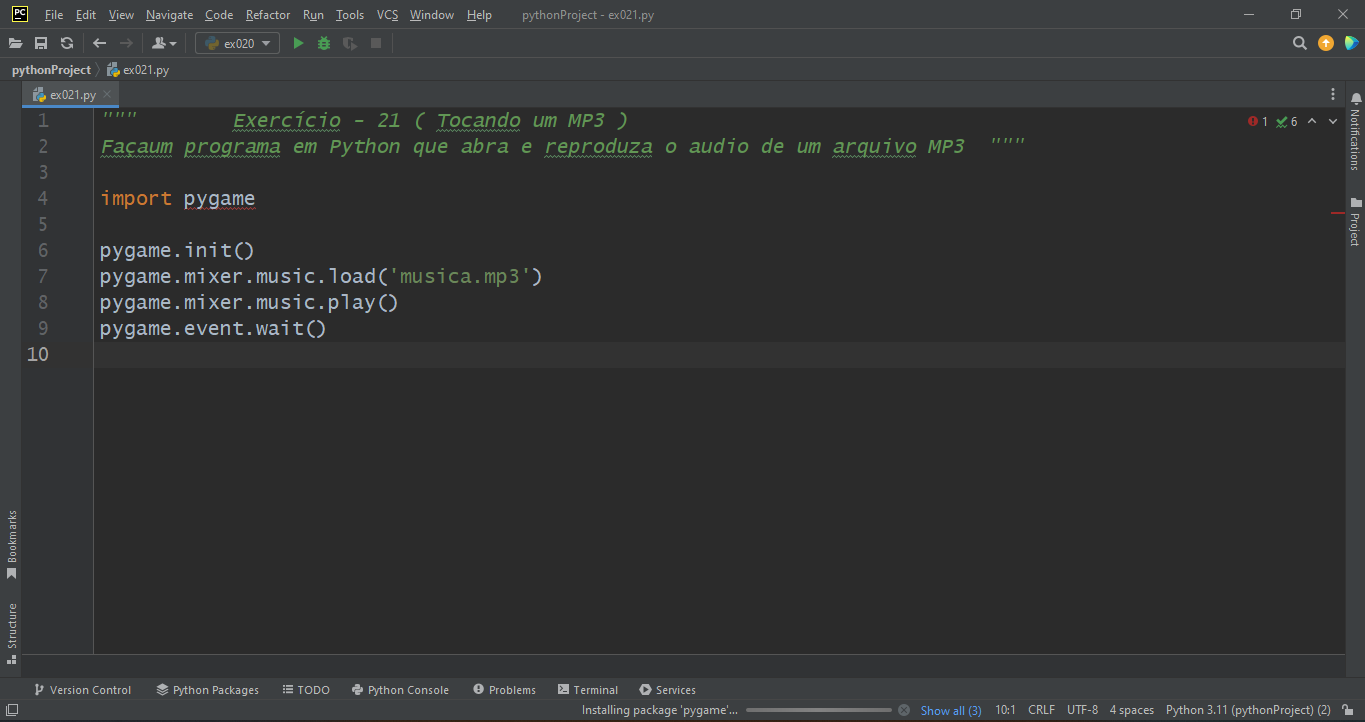 PC File Edit View Navigate Code Refactor Run Tools VCS Window Help pythonProject - ex021.py
ex020
pythonProject ex021.py
ex021.py
1 """ Exercício - 21 ( Tocando um MP3 ) 1 6
2 Façaum programa em Python que abra e reproduza o audio de um arquivo MP3 """
3
4 import pygame
5
6 pygame.init()
7 pygame.mixer.music.load('musica.mp3')
8 pygame.mixer.music.play()
9 pygame.event.wait()
10
Notifications
Project
Bookmarks
Structure
Version Control Python Packages TODO Python Console Problems Terminal Services
Installing package 'pygame'... Show all (3) 10:1 CRLF UTF-8 4 spaces Python 3.11 (pythonProject) (2)